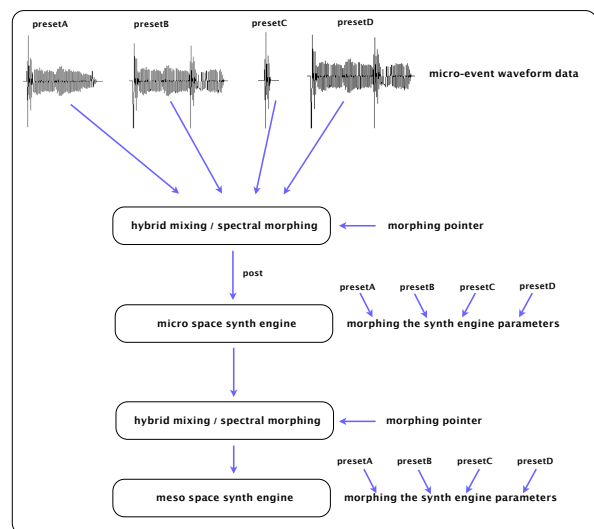 presetA presetB presetC presetD
micro-event waveform data
hybrid mixing / spectral morphing morphing pointer
post
presetA presetB presetC presetD
micro space synth engine morphing the synth engine parameters
hybrid mixing / spectral morphing morphing pointer
presetA presetB presetC presetD
meso space synth engine morphing the synth engine parameters